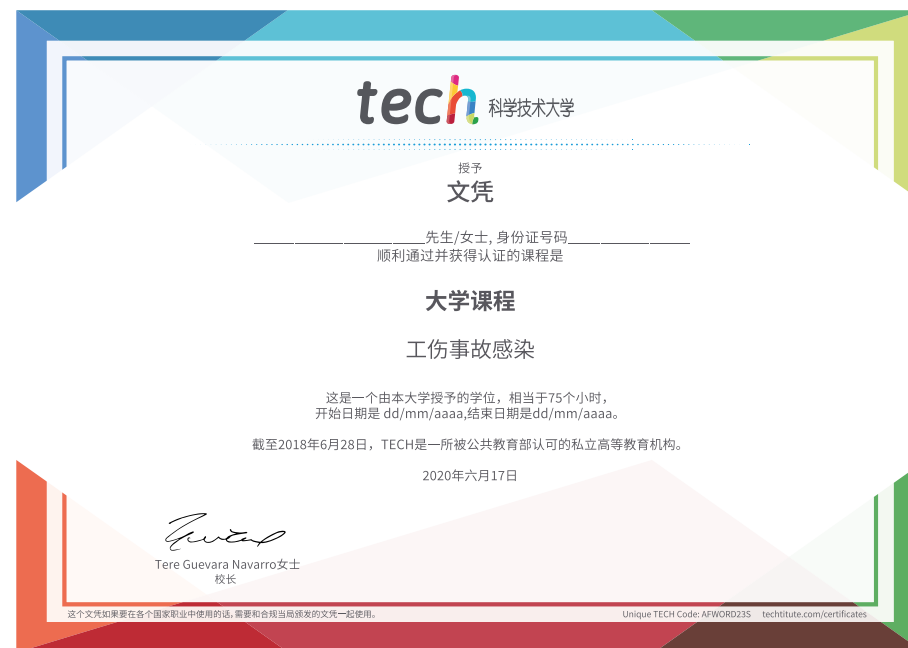 tech 科学技术大学
授予
文凭
________________________先生/女士, 身份证号码_________________
顺利通过并获得认证的课程是
大学课程
工伤事故感染
这是一个由本大学授予的学位，相当于75个小时，
开始日期是 dd/mm/aaaa,结束日期是dd/mm/aaaa。
截至2018年6月28日，TECH是一所被公共教育部认可的私立高等教育机构。
2020年六月17日
Tere Guevara Navarro女士
校长
这个文凭如果要在各个国家职业中使用的话,需要和合规当局颁发的文凭一起使用。
Unique TECH Code: AFWORD23S techtitute.com/certificates